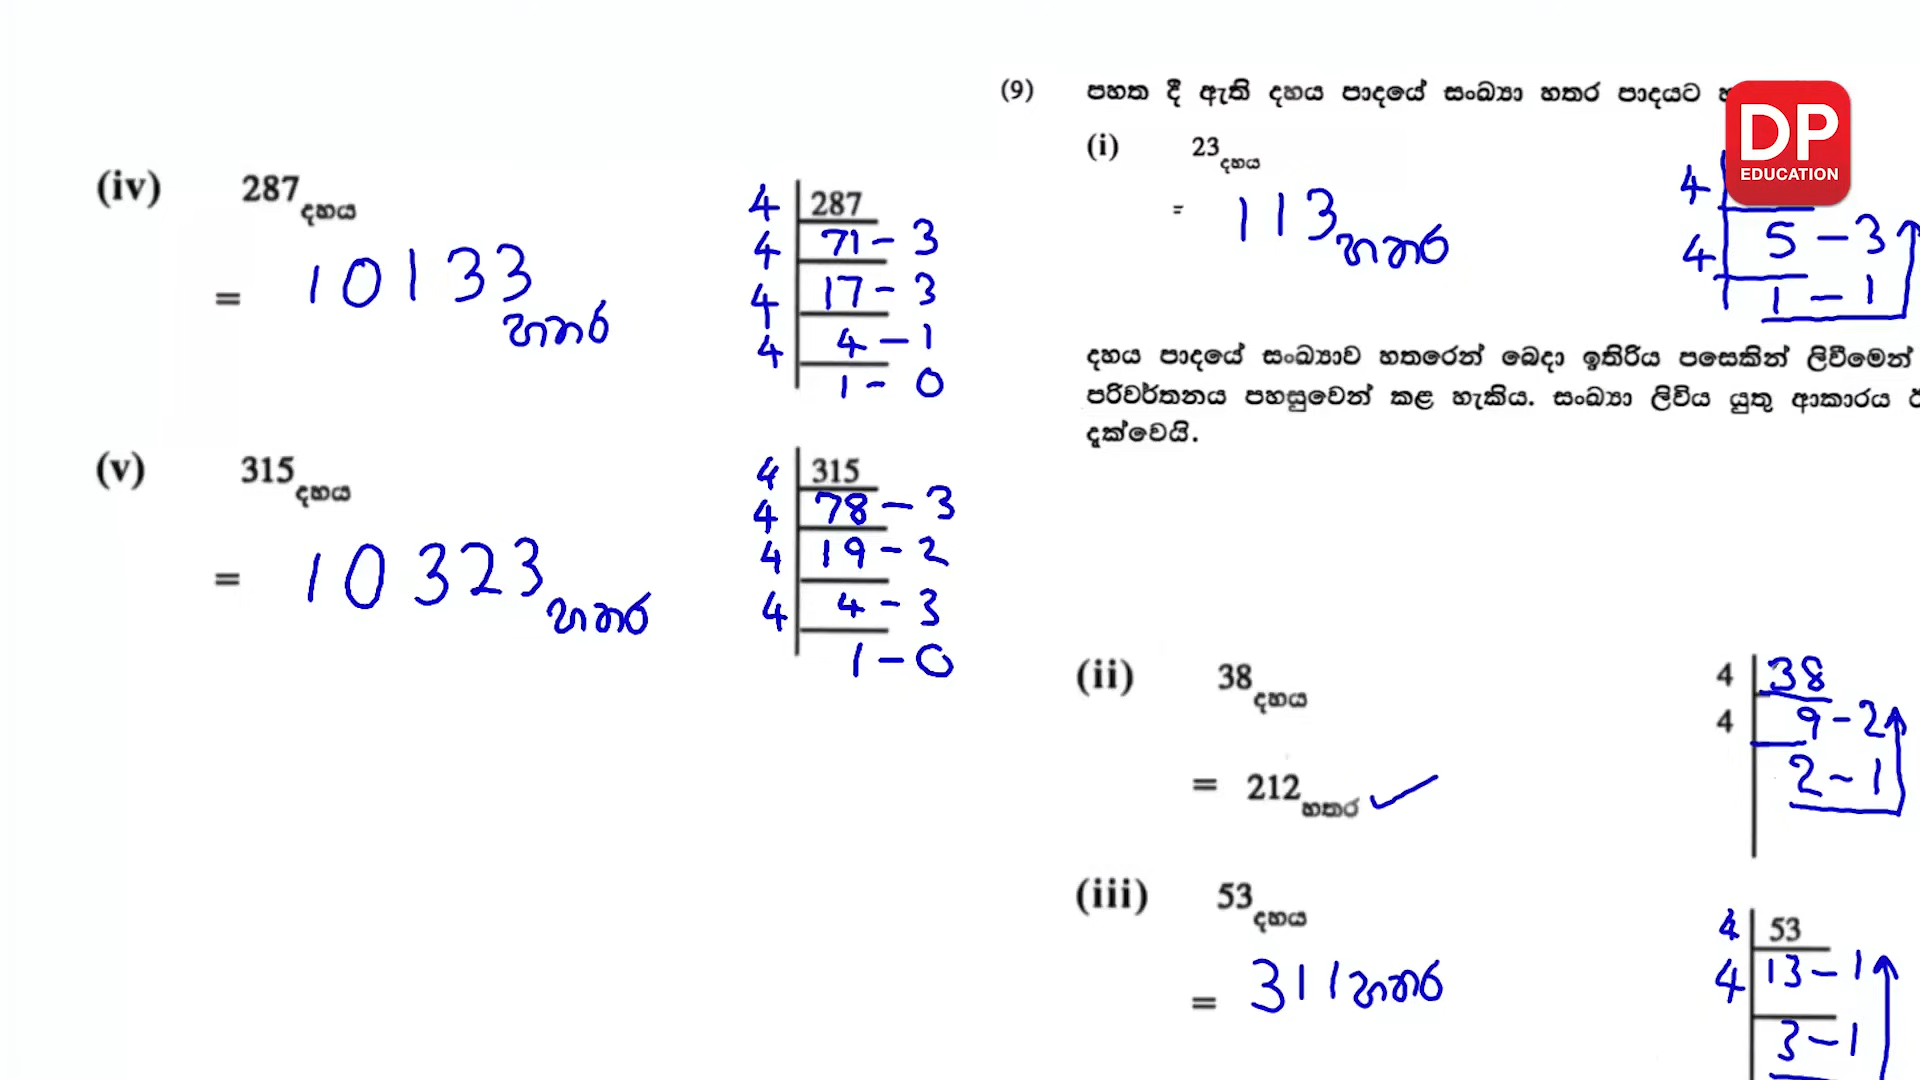 (iv) 287දහය
= 10133හතර
4 287
4 71 - 3
4 17 - 3
4 4 - 1
4 1 - 0
(v) 315දහය
= 10323හතර
4 315
4 78 - 3
4 19 - 2
4 4 - 3
1 - 0
(9) පහත දී ඇති දහය පාදයේ සංඛ්‍යා හතර පාදයට
(i) 23දහය
= 113හතර
4
4 5 - 3
1 - 1
DP
EDUCATION
දහය පාදයේ සංඛ්‍යාව හතරෙන් බෙදා ඉතිරිය පසෙකින් ලිවීමෙන්
පරිවර්තනය පහසුවෙන් කළ හැකිය. සංඛ්‍යා ලිවිය යුතු ආකාරය
දැක්වෙයි.
(ii) 38දහය
= 212හතර
4 38
4 9 - 2
2 - 1
(iii) 53දහය
= 311හතර
4 53
4 13 - 1
3 - 1